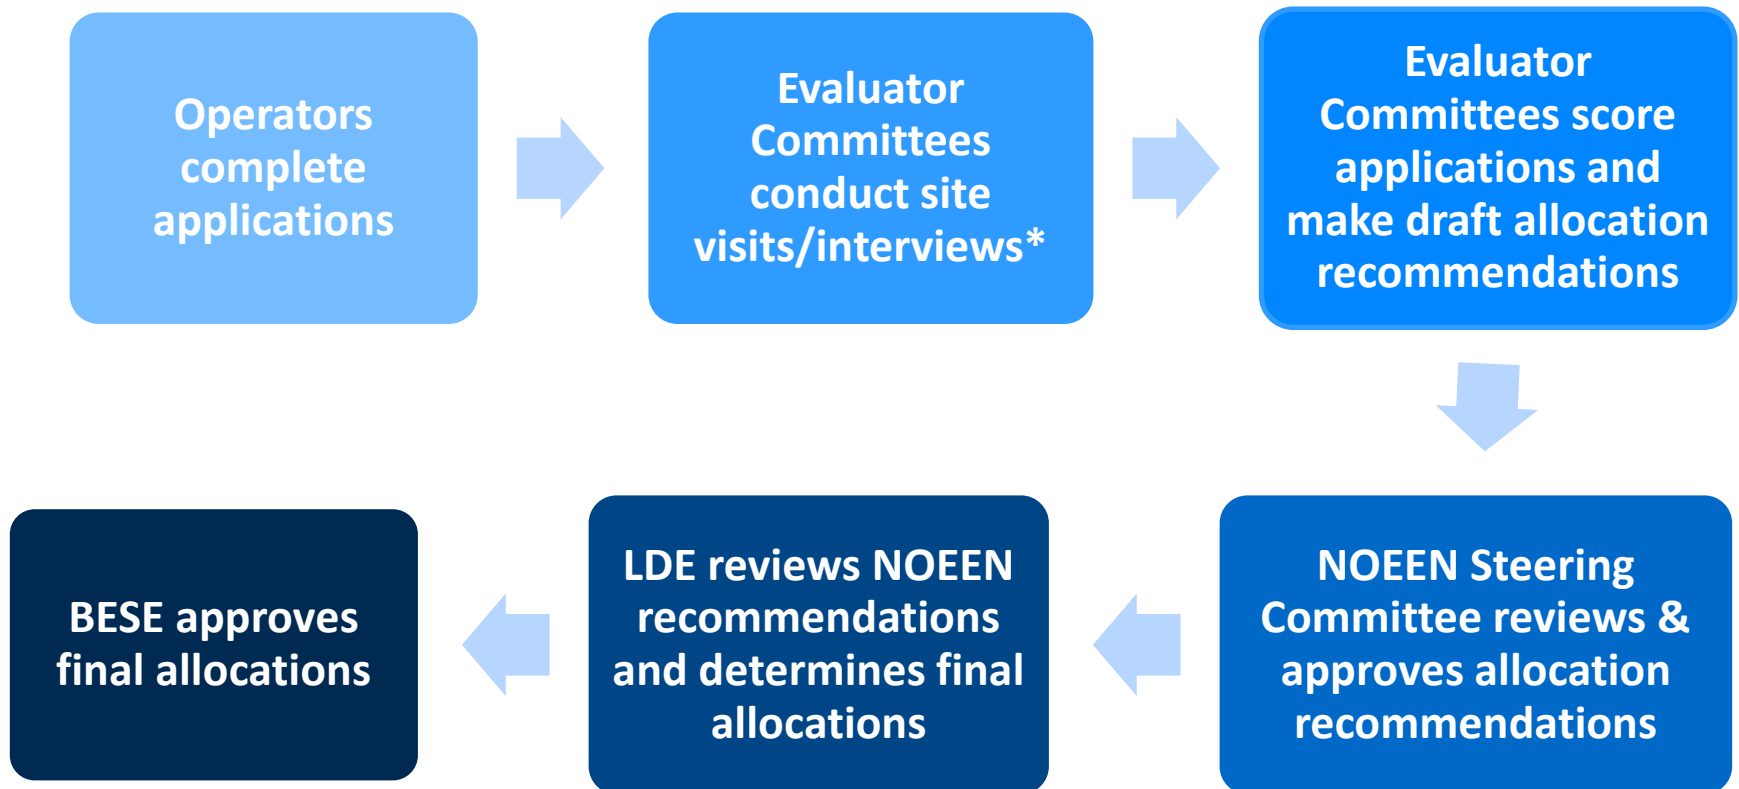 Operators
complete
applications
Evaluator
Committees
conduct site
visits/interviews*
Evaluator
Committees score
applications and
make draft allocation
recommendations
NOEEN Steering
Committee reviews &
approves allocation
recommendations
LDE reviews NOEEN
recommendations
and determines final
allocations
BESE approves
final allocations